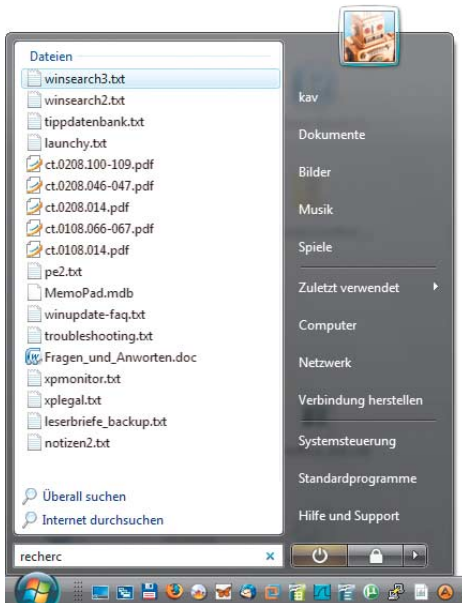 Dateien
winsearch3.txt
winsearch2.txt
tippdatenbank.txt
launchy.txt
ct.0208.100-109.pdf
ct.0208.046-047.pdf
ct.0208.014.pdf
ct.0108.066-067.pdf
ct.0108.014.pdf
pe2.txt
MemoPad.mdb
winupdate-faq.txt
troubleshooting.txt
Fragen_und_Anworten.doc
xpmonitor.txt
xplegal.txt
leserbriefe_backup.txt
notizen2.txt
Überall suchen
Internet durchsuchen
recherc
kav
Dokumente
Bilder
Musik
Spiele
Zuletzt verwendet
Computer
Netzwerk
Verbindung herstellen
Systemsteuerung
Standardprogramme
Hilfe und Support